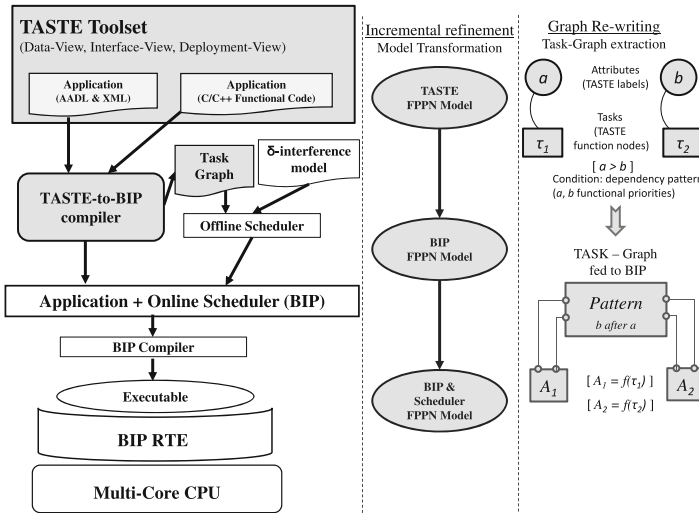 TASTE Toolset
(Data-View, Interface-View, Deployment-View)
Application
(AADL & XML)
Application
(C/C++ Functional Code)
TASTE-to-BIP
compiler
Task
Graph
δ-interference
model
Offline Scheduler
Application + Online Scheduler (BIP)
BIP Compiler
Executable
BIP RTE
Multi-Core CPU
Incremental refinement
Model Transformation
TASTE
FPPN Model
BIP
FPPN Model
BIP &
Scheduler
FPPN Model
Graph Re-writing
Task-Graph extraction
a
Attributes
(TASTE labels)
b
Tasks
(TASTE
function nodes)
τ1
τ2
[ a > b ]
Condition: dependency pattern
(a, b functional priorities)
TASK – Graph
fed to BIP
Pattern
b after a
A1
[ A1 = f(τ1) ]
[ A2 = f(τ2) ]
A2